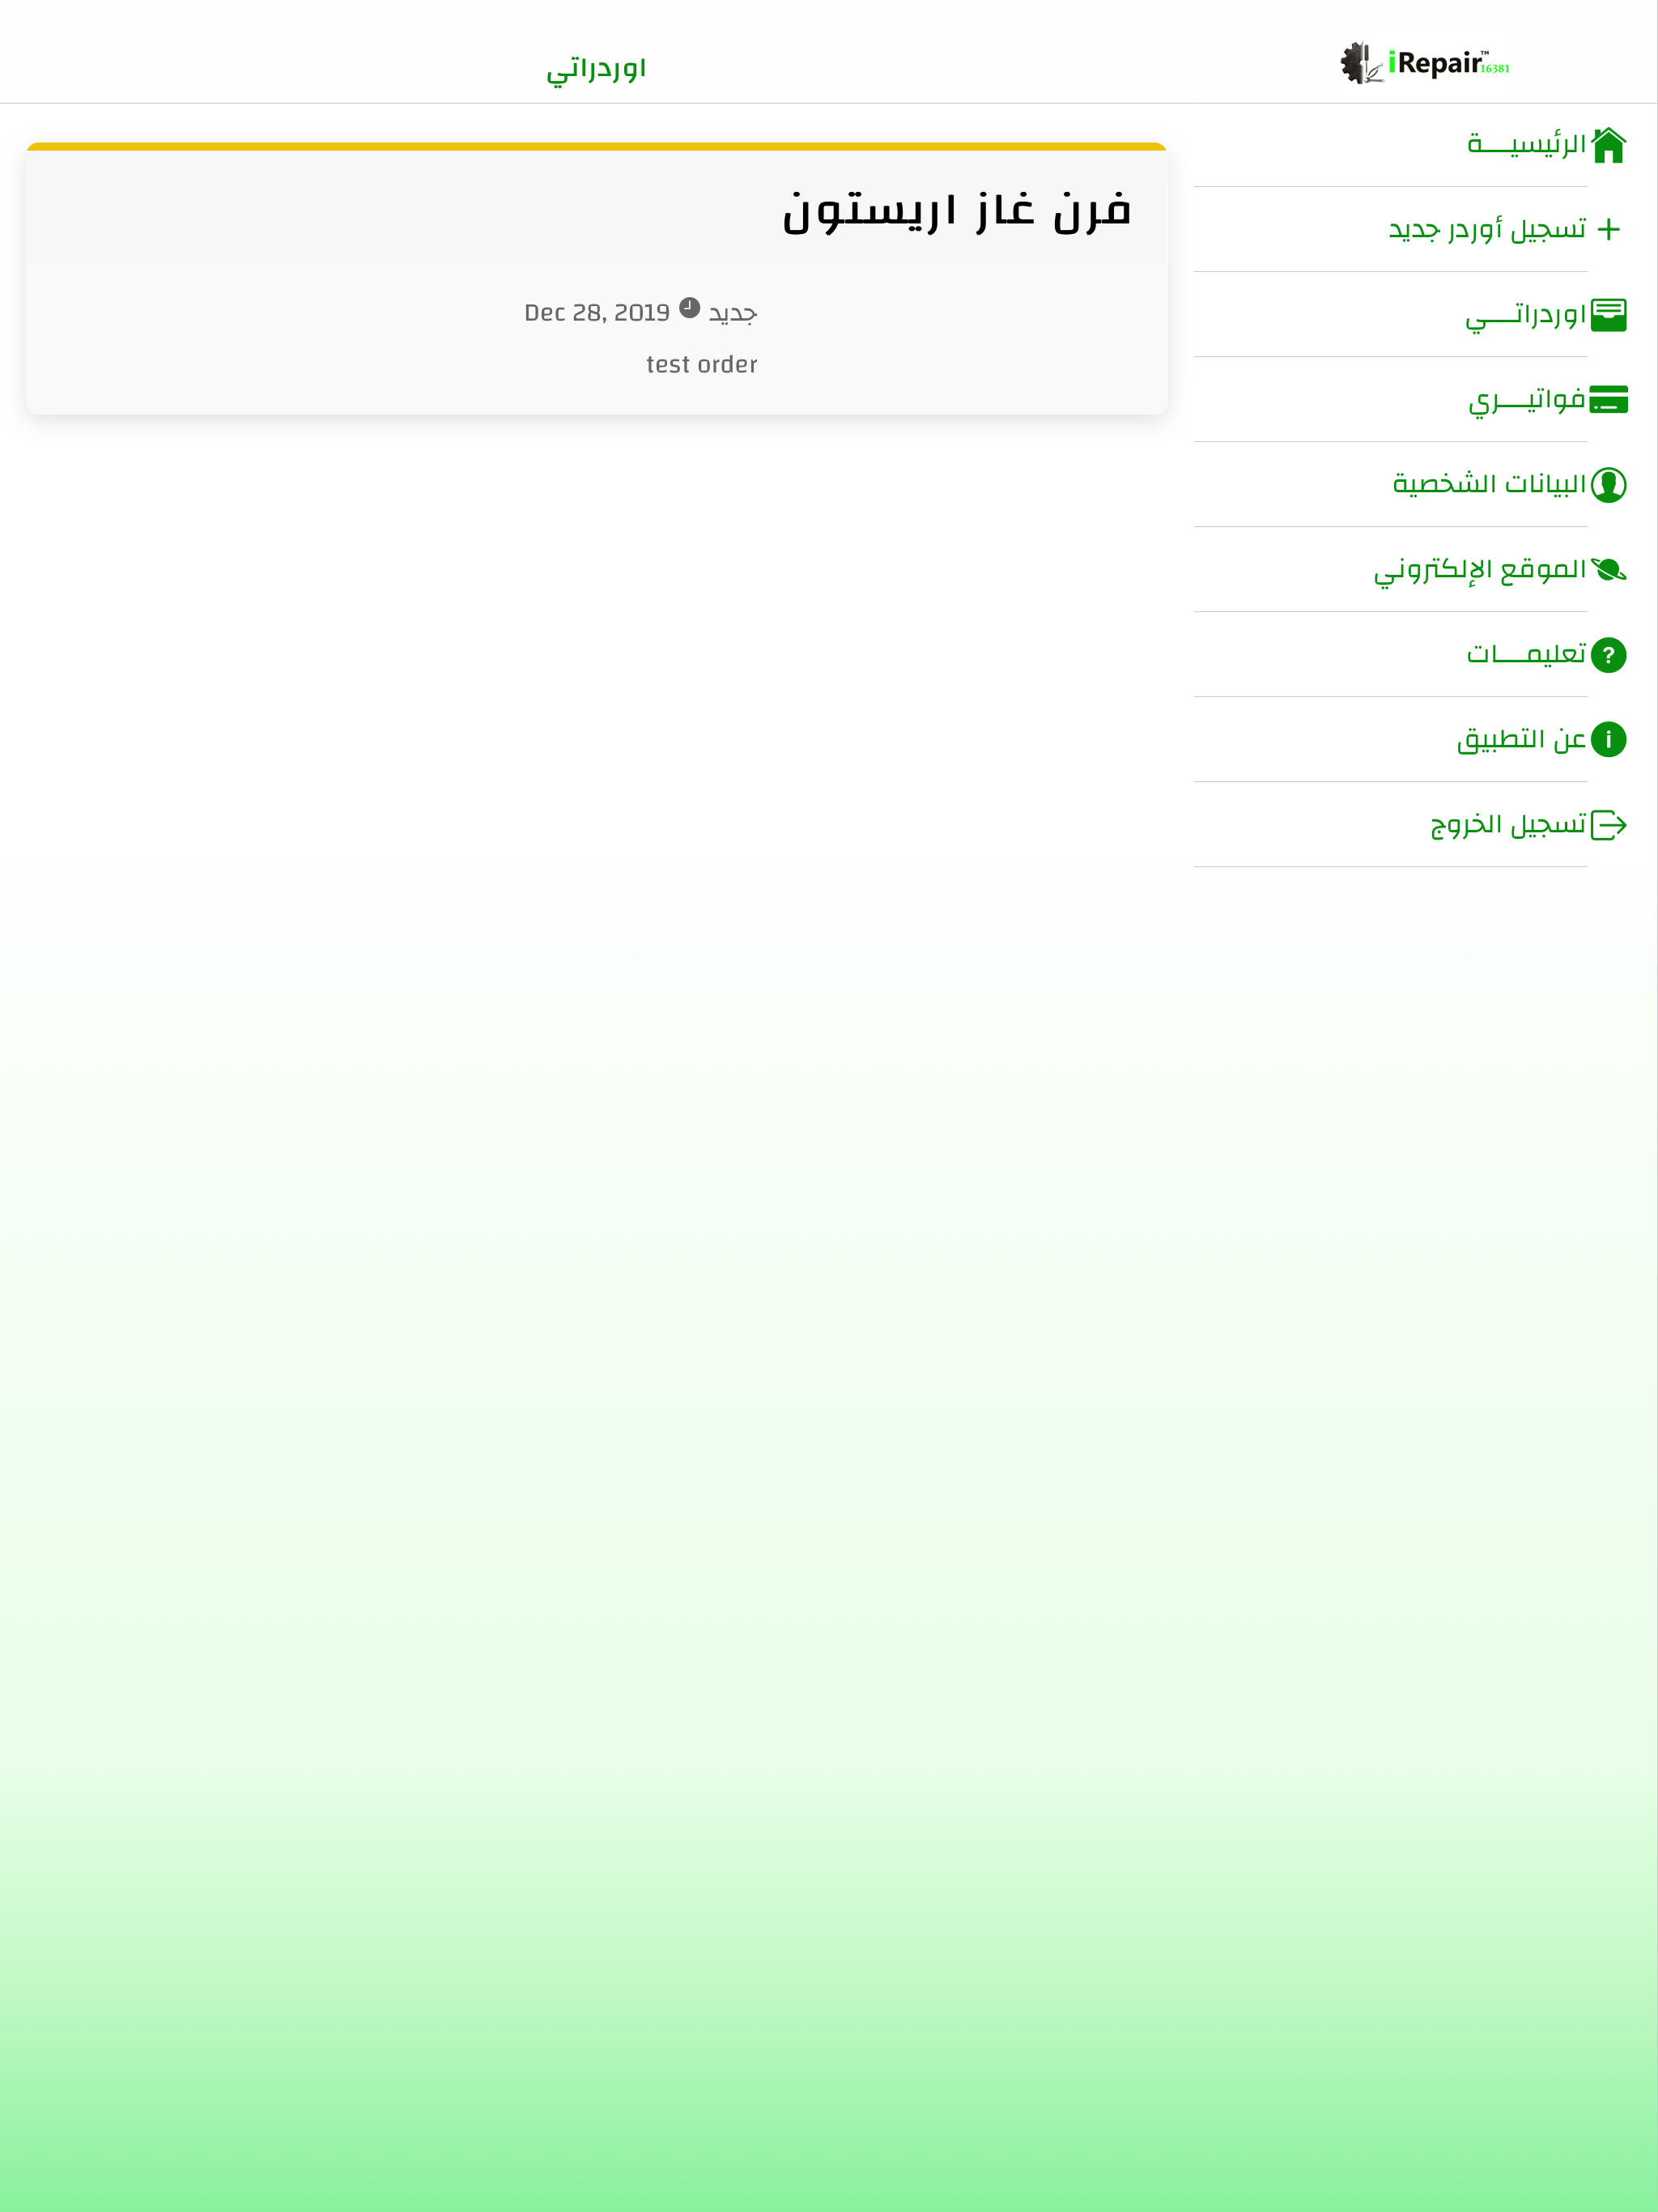 iRepair™ 16381
اوردراتي
الرئيسيـــة
تسجيل أوردر جديد
اوردراتـــي
فواتيـــري
البيانات الشخصية
الموقع الإلكتروني
تعليمـــات
عن التطبيق
تسجيل الخروج
فرن غاز اريستون
جديد Dec 28, 2019
test order